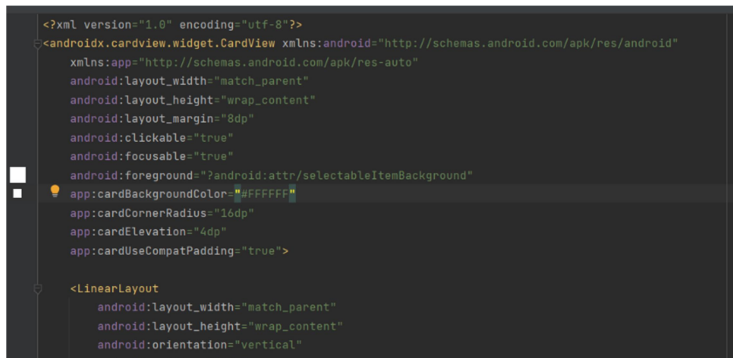 <?xml version="1.0" encoding="utf-8"?>
<androidx.cardview.widget.CardView xmlns:android="http://schemas.android.com/apk/res/android"
xmlns:app="http://schemas.android.com/apk/res-auto"
android:layout_width="match_parent"
android:layout_height="wrap_content"
android:layout_margin="8dp"
android:clickable="true"
android:focusable="true"
android:foreground="?android:attr/selectableItemBackground"
app:cardBackgroundColor="#FFFFFF"
app:cardCornerRadius="16dp"
app:cardElevation="4dp"
app:cardUseCompatPadding="true">
<LinearLayout
android:layout_width="match_parent"
android:layout_height="wrap_content"
android:orientation="vertical"